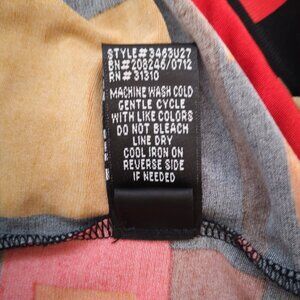 STYLE# 3463U27
BN# 208246/0712
RN# 31310
MACHINE WASH COLD
GENTLE CYCLE
WITH LIKE COLORS
DO NOT BLEACH
LINE DRY
COOL IRON ON
REVERSE SIDE
IF NEEDED